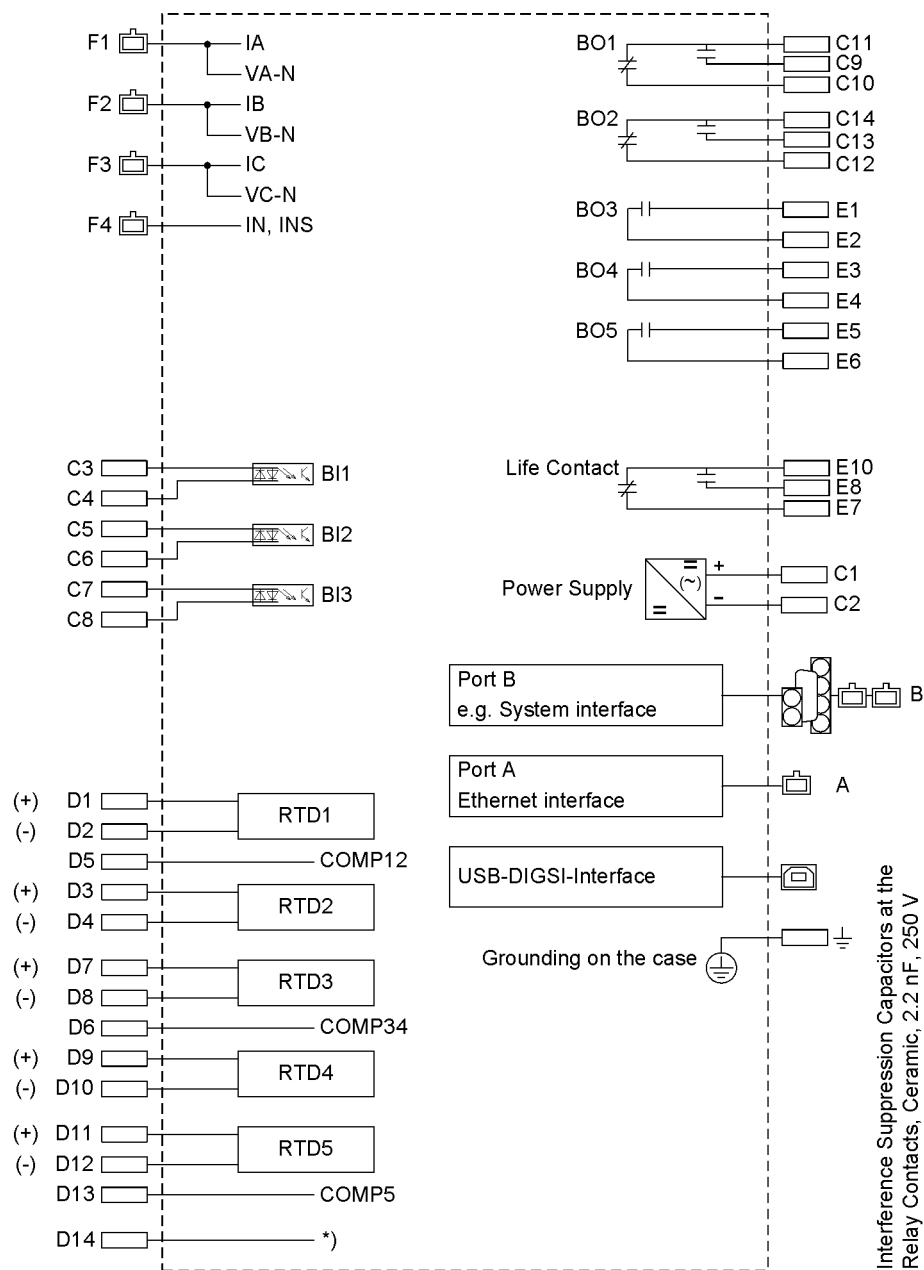 F1 IA
VA-N
F2 IB
VB-N
F3 IC
VC-N
F4 IN, INS
BO1 C11
C9
C10
BO2 C14
C13
C12
BO3 E1
E2
BO4 E3
E4
BO5 E5
E6
C3 BI1
C4
C5 BI2
C6
C7 BI3
C8
Life Contact E10
E8
E7
Power Supply = (~) = + C1
- C2
Port B
e.g. System interface
B
Port A
Ethernet interface
A
USB-DIGSI-Interface
Grounding on the case
(+) D1 RTD1
(-) D2
D5 COMP12
(+) D3 RTD2
(-) D4
(+) D7 RTD3
(-) D8
D6 COMP34
(+) D9 RTD4
(-) D10
(+) D11 RTD5
(-) D12
D13 COMP5
D14 *)
Interference Suppression Capacitors at the
Relay Contacts, Ceramic, 2.2 nF, 250 V